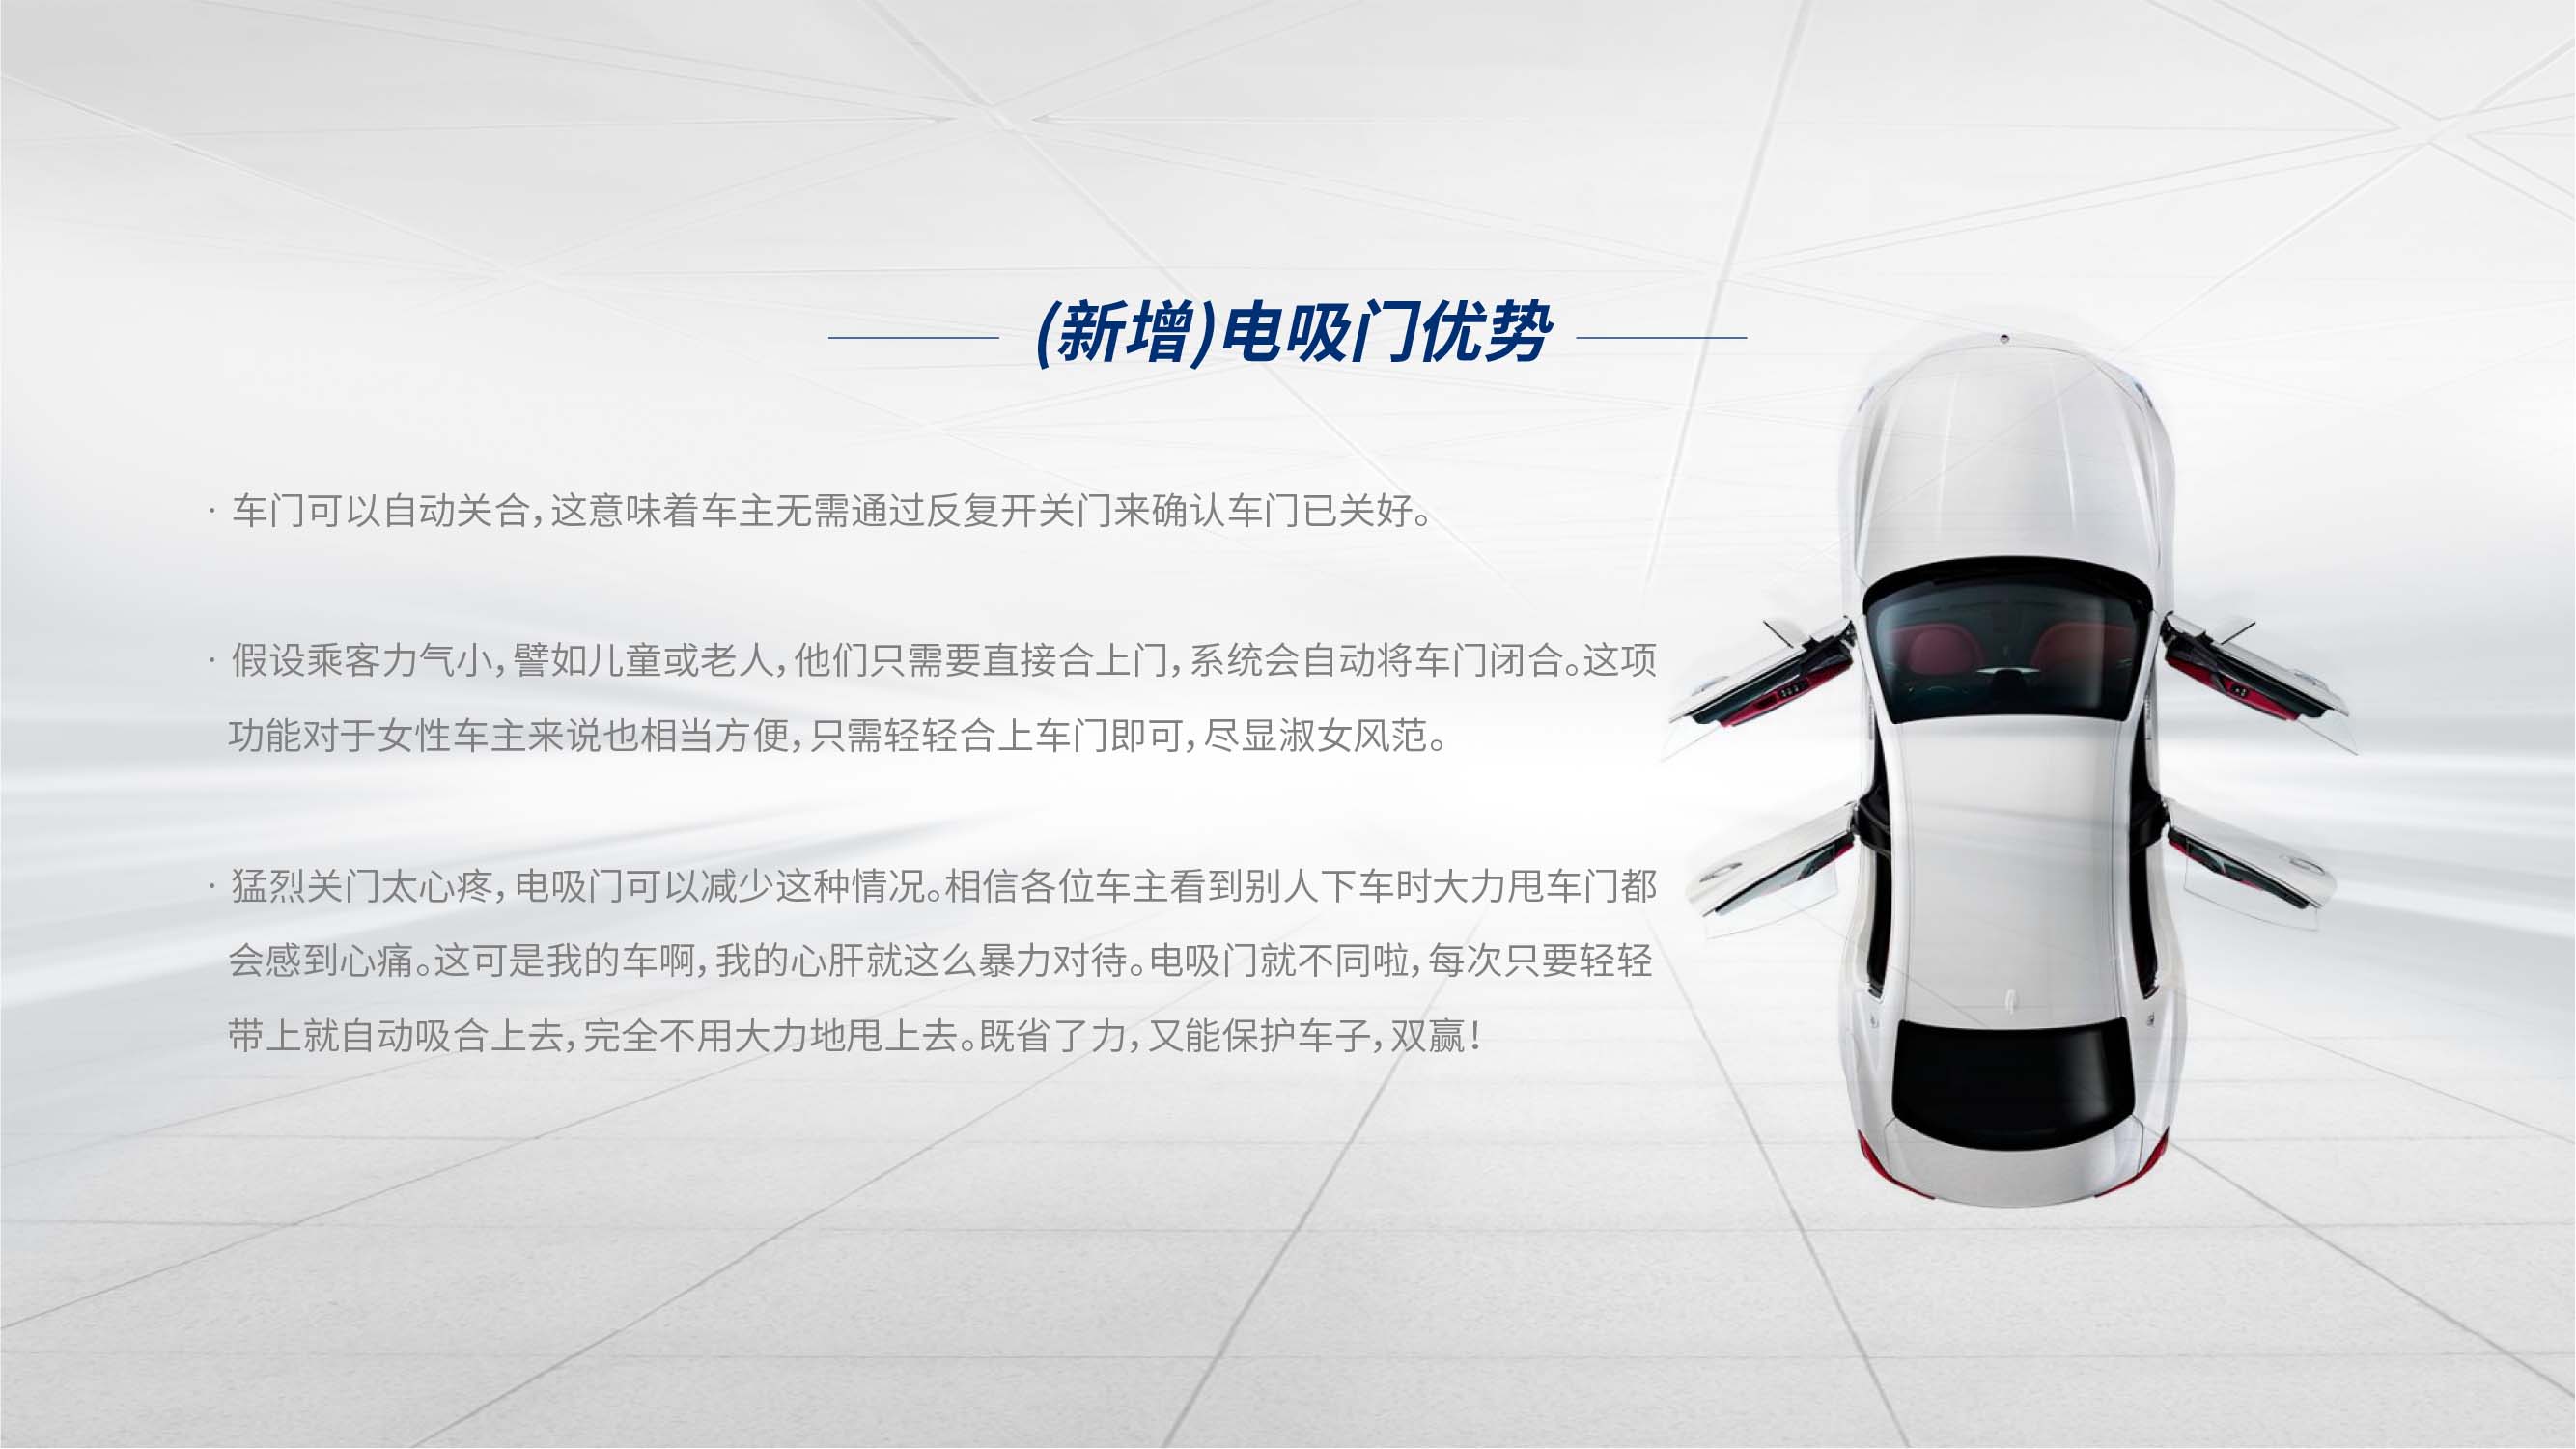 (新增)电吸门优势
· 车门可以自动关合，这意味着车主无需通过反复开关门来确认车门已关好。
· 假设乘客力气小，譬如儿童或老人，他们只需要直接合上门，系统会自动将车门闭合。这项
功能对于女性车主来说也相当方便，只需轻轻合上车门即可，尽显淑女风范。
· 猛烈关门太心疼，电吸门可以减少这种情况。相信各位车主看到别人下车时大力甩车门都
会感到心痛。这可是我的车啊，我的心肝就这么暴力对待。电吸门就不同啦，每次只要轻轻
带上就自动吸合上去，完全不用大力地甩上去。既省了力，又能保护车子，双赢！